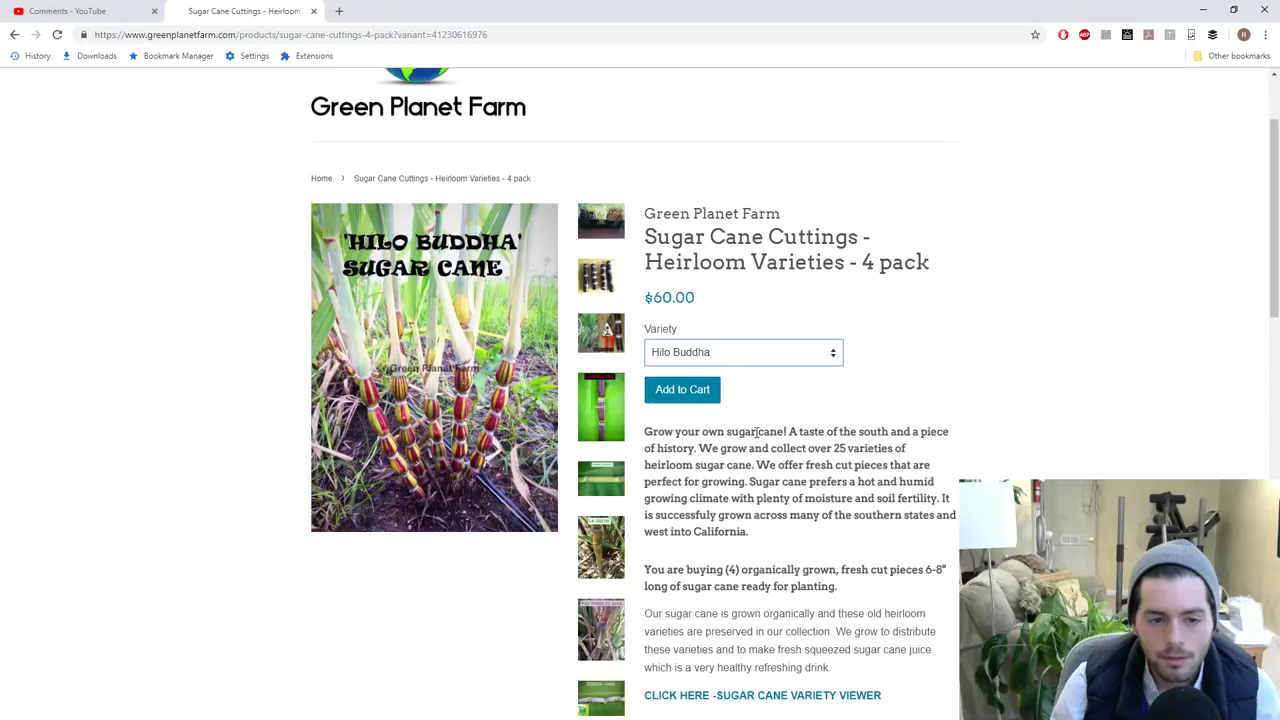 Comments - YouTube
Sugar Cane Cuttings - Heirloom
https://www.greenplanetfarm.com/products/sugar-cane-cuttings-4-pack?variant=41230616976
History
Downloads
Bookmark Manager
Settings
Extensions
Other bookmarks
Green Planet Farm
Home › Sugar Cane Cuttings - Heirloom Varieties - 4 pack
'HILO BUDDHA'
SUGAR CANE
Green Planet Farm
Green Planet Farm
Sugar Cane Cuttings -
Heirloom Varieties - 4 pack
$60.00
Variety
Hilo Buddha
Add to Cart
Grow your own sugar cane! A taste of the south and a piece
of history. We grow and collect over 25 varieties of
heirloom sugar cane. We offer fresh cut pieces that are
perfect for growing. Sugar cane prefers a hot and humid
growing climate with plenty of moisture and soil fertility. It
is successfuly grown across many of the southern states and
west into California.
You are buying (4) organically grown, fresh cut pieces 6-8"
long of sugar cane ready for planting.
Our sugar cane is grown organically and these old heirloom
varieties are preserved in our collection. We grow to distribute
these varieties and to make fresh squeezed sugar cane juice
which is a very healthy refreshing drink.
CLICK HERE -SUGAR CANE VARIETY VIEWER